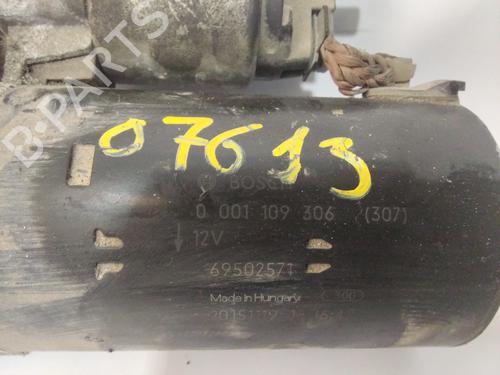 B-PARTS
07613
BOSCH
0 001 109 306 (307)
12V
69502571
Made in Hungary